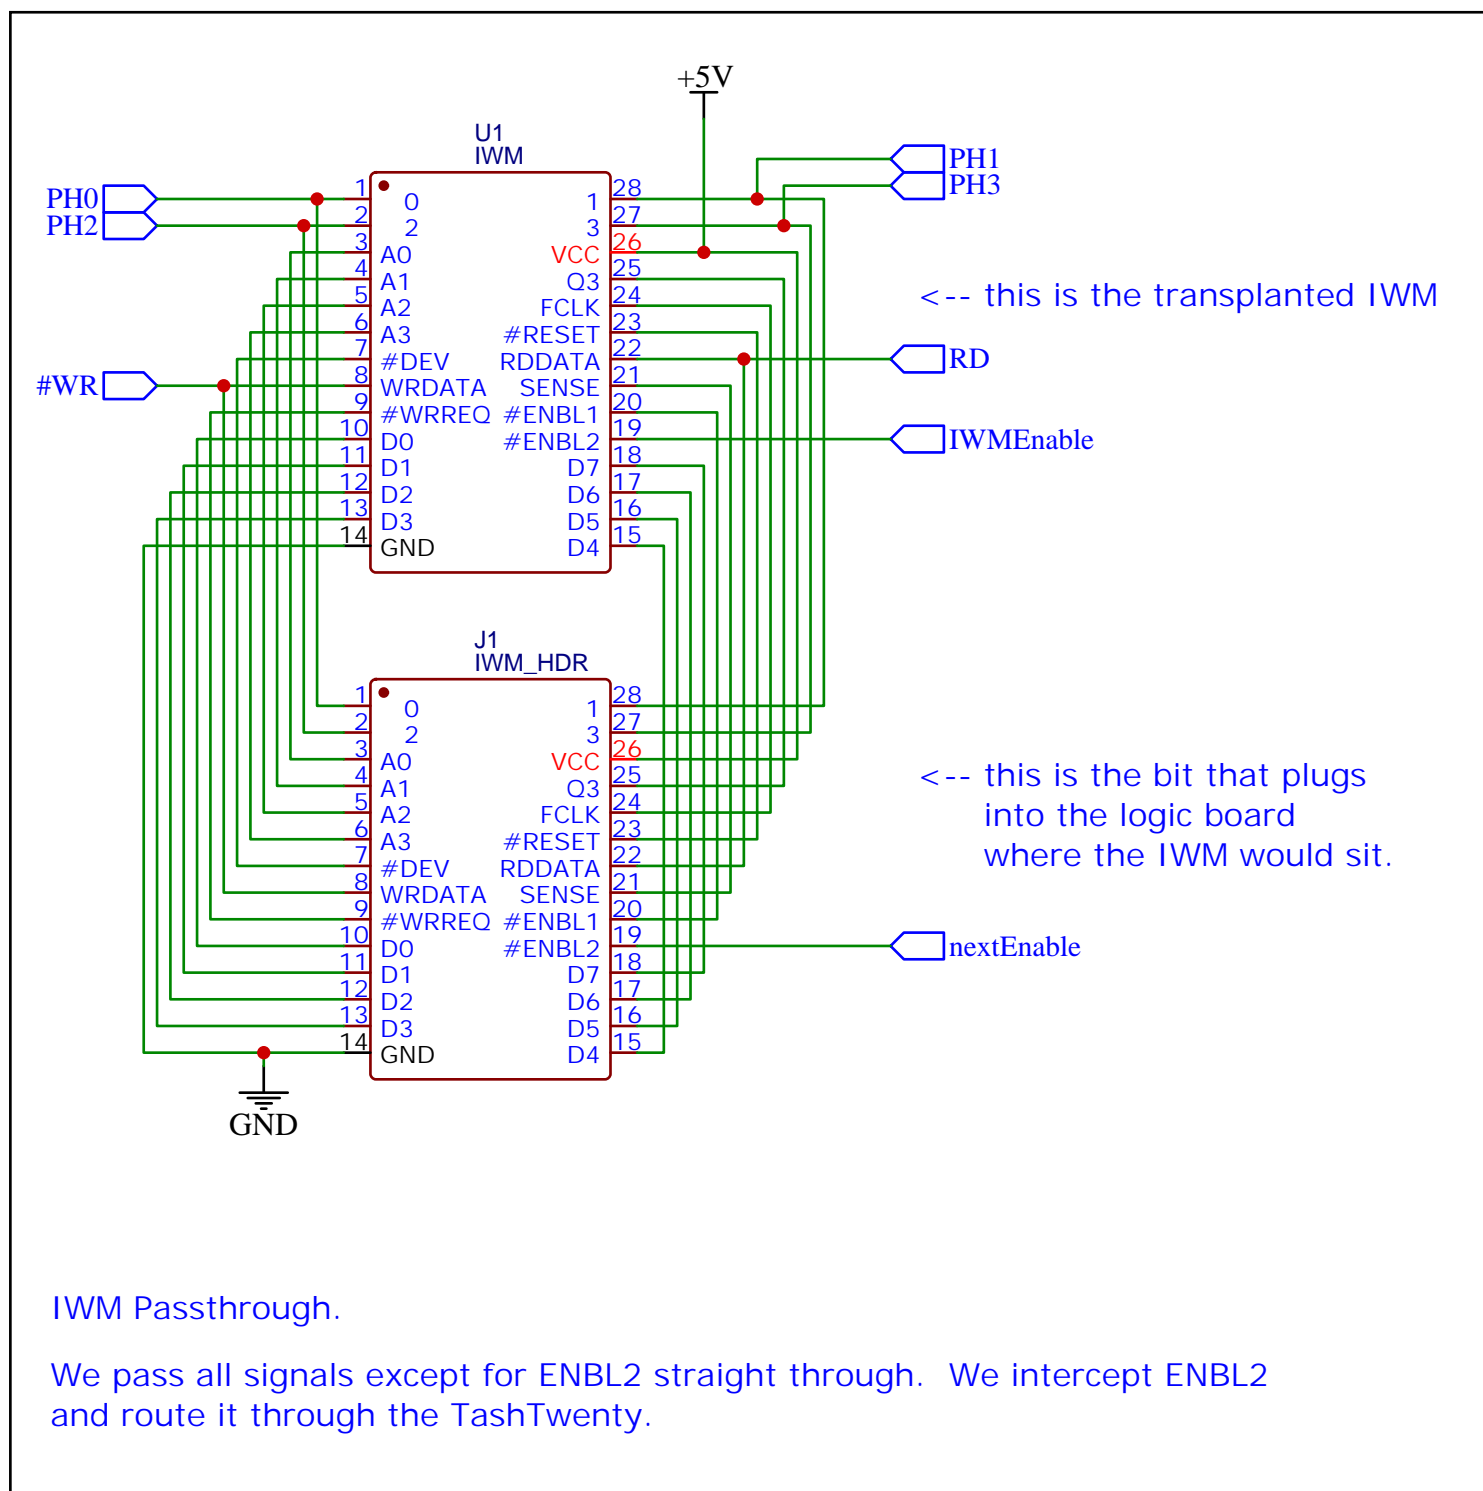 +5V
U1
IWM
PH0
PH2
#WR
PH1
PH3
RD
IWMEnable
1 0 1 28
2 2 3 27
3 A0 VCC 26
4 A1 Q3 25
5 A2 FCLK 24
6 A3 #RESET 23
7 #DEV RDDATA 22
8 WRDATA SENSE 21
9 #WRREQ #ENBL1 20
10 D0 #ENBL2 19
11 D1 D7 18
12 D2 D6 17
13 D3 D5 16
14 GND D4 15
<-- this is the transplanted IWM
J1
IWM_HDR
1 0 1 28
2 2 3 27
3 A0 VCC 26
4 A1 Q3 25
5 A2 FCLK 24
6 A3 #RESET 23
7 #DEV RDDATA 22
8 WRDATA SENSE 21
9 #WRREQ #ENBL1 20
10 D0 #ENBL2 19
11 D1 D7 18
12 D2 D6 17
13 D3 D5 16
14 GND D4 15
<-- this is the bit that plugs
into the logic board
where the IWM would sit.
nextEnable
GND
IWM Passthrough.
We pass all signals except for ENBL2 straight through. We intercept ENBL2
and route it through the TashTwenty.